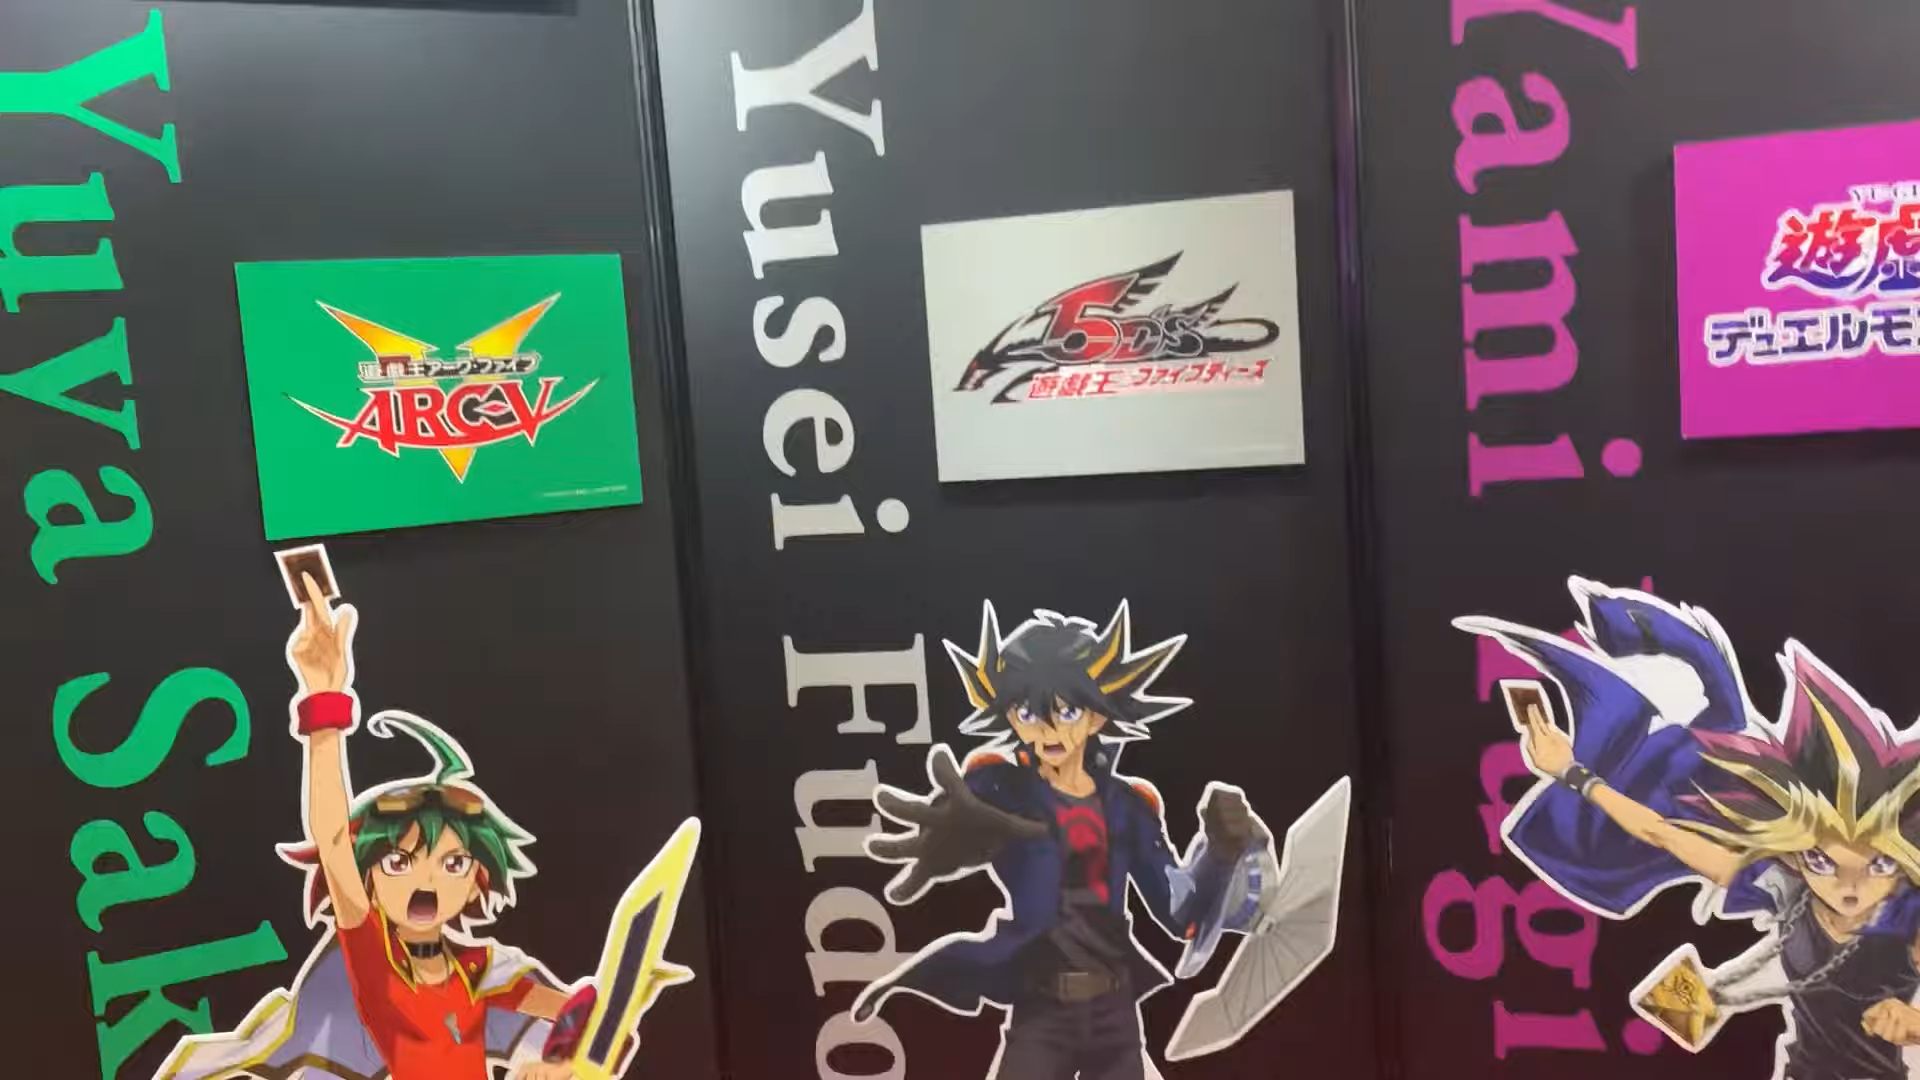 Yuya Sak
遊戯王アーク・ファイブ
ARC-V
Yusei Fudo
5D's
遊戯王ファイブディーズ
Yami Yugi
遊戯
デュエルモ